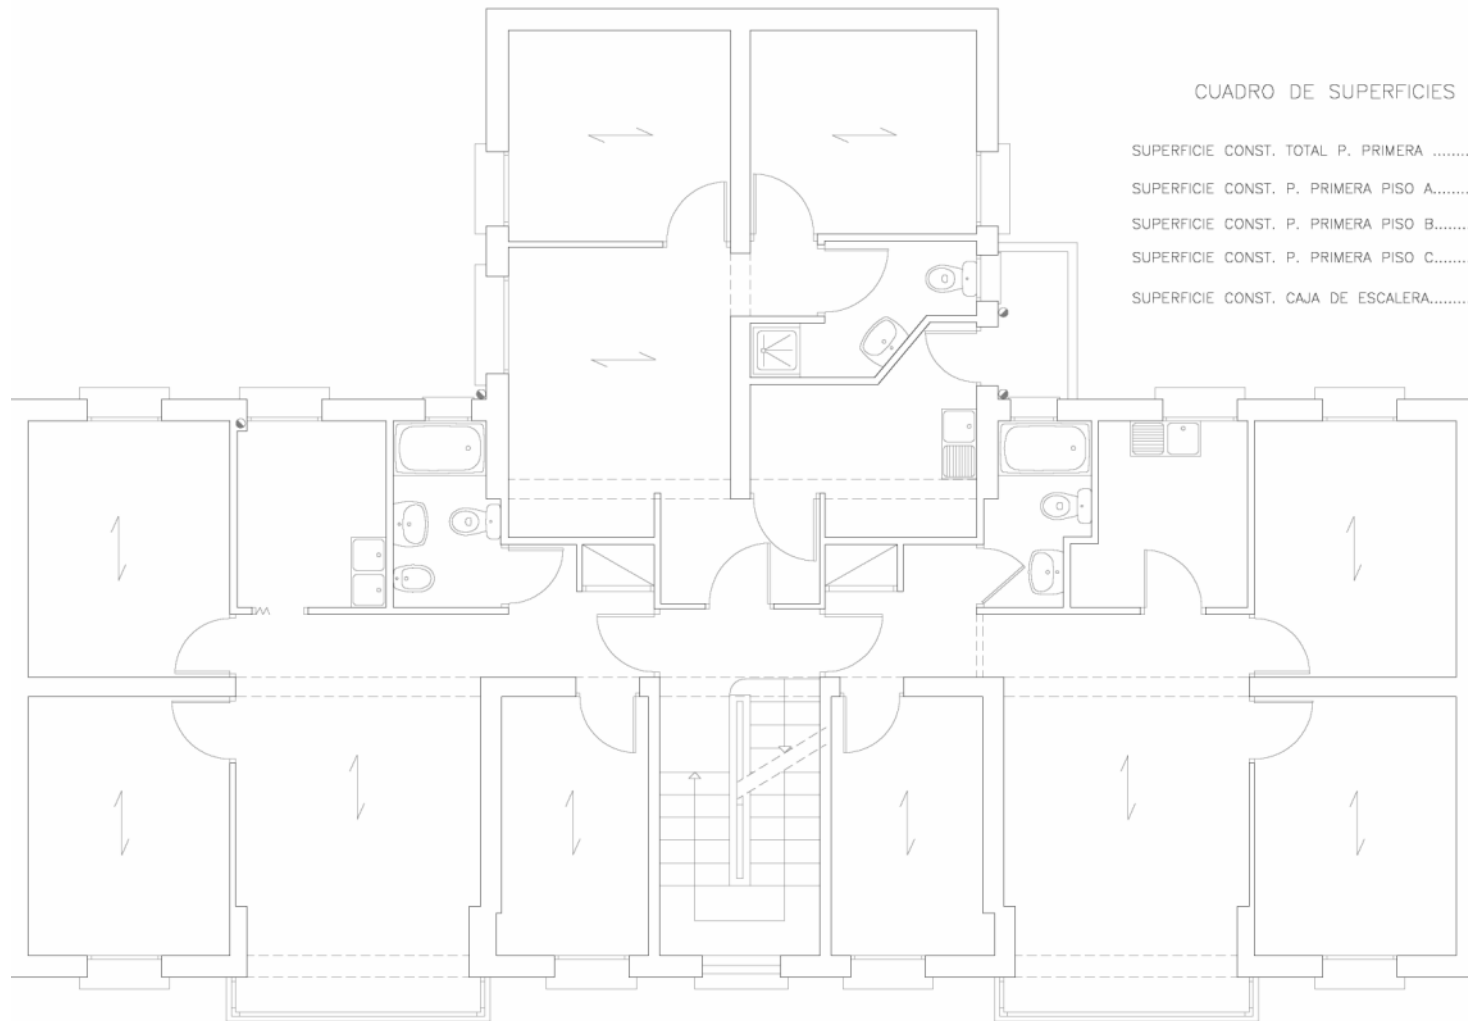 CUADRO DE SUPERFICIES
SUPERFICIE CONST. TOTAL P. PRIMERA ........
SUPERFICIE CONST. P. PRIMERA PISO A........
SUPERFICIE CONST. P. PRIMERA PISO B........
SUPERFICIE CONST. P. PRIMERA PISO C........
SUPERFICIE CONST. CAJA DE ESCALERA........